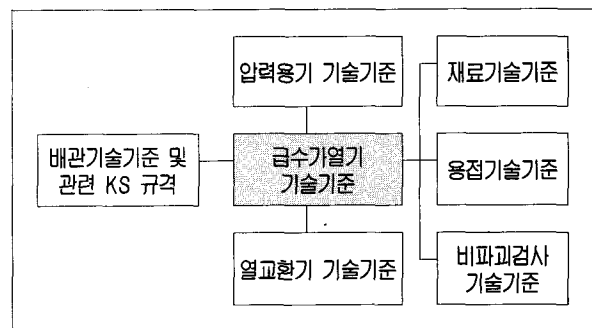 압력용기 기술기준
재료기술기준
배관기술기준 및
관련 KS 규격
급수가열기
기술기준
용접기술기준
열교환기 기술기준
비파괴검사
기술기준